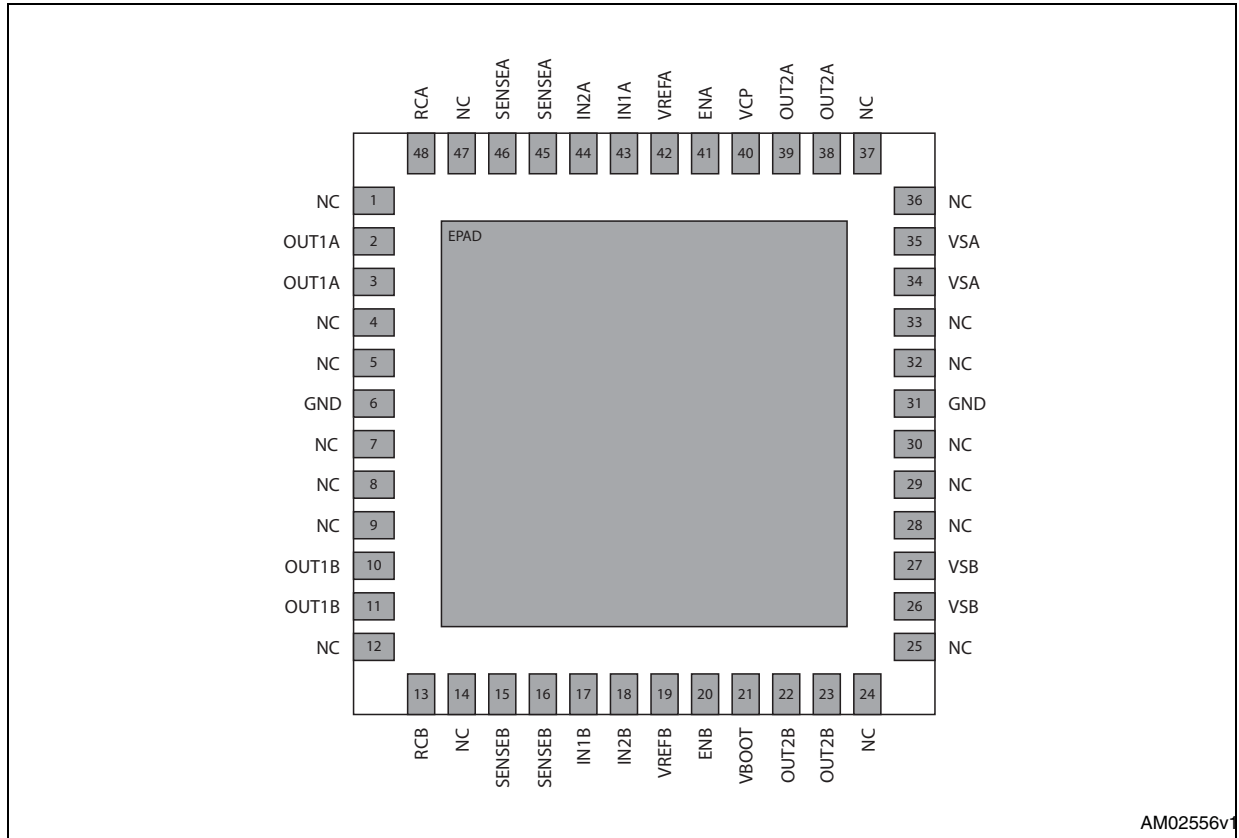 RCA NC SENSEA SENSEA IN2A IN1A VREFA ENA VCP OUT2A OUT2A NC
48 47 46 45 44 43 42 41 40 39 38 37
NC 1 36 NC
OUT1A 2 EPAD 35 VSA
OUT1A 3 34 VSA
NC 4 33 NC
NC 5 32 NC
GND 6 31 GND
NC 7 30 NC
NC 8 29 NC
NC 9 28 NC
OUT1B 10 27 VSB
OUT1B 11 26 VSB
NC 12 25 NC
13 14 15 16 17 18 19 20 21 22 23 24
RCB NC SENSEB SENSEB IN1B IN2B VREFB ENB VBOOT OUT2B OUT2B NC
AM02556v1